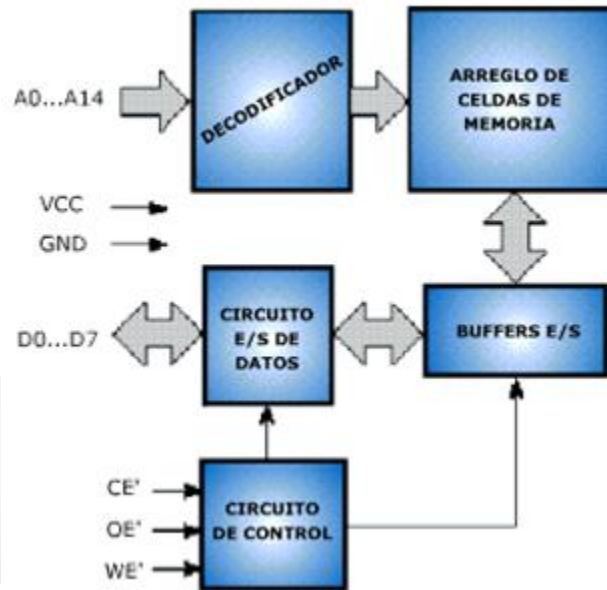 A0...A14
DECODIFICADOR
ARREGLO DE
CELDAS DE
MEMORIA
VCC
GND
D0...D7
CIRCUITO
E/S DE
DATOS
BUFFERS E/S
CE'
OE'
WE'
CIRCUITO
DE CONTROL